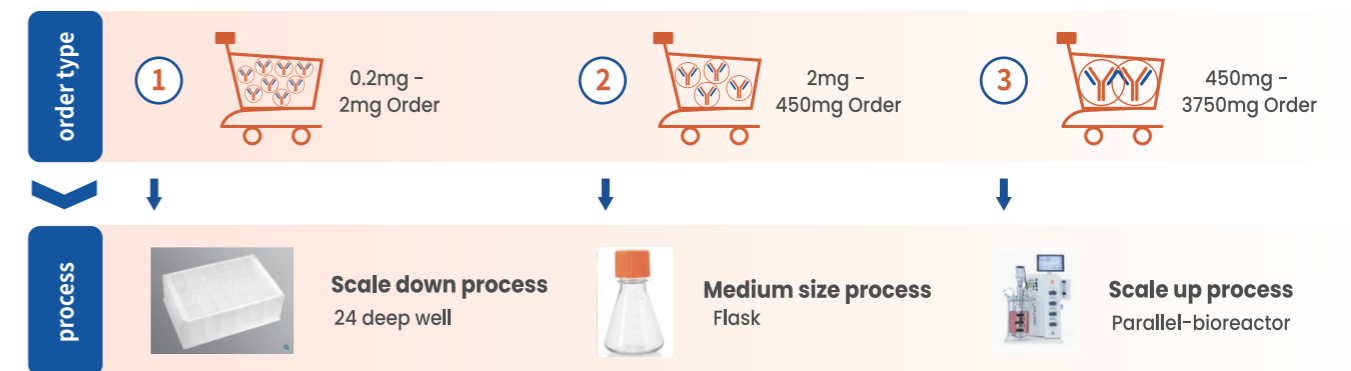 order type
1
0.2mg -
2mg Order
2
2mg -
450mg Order
3
450mg -
3750mg Order
process
Scale down process
24 deep well
Medium size process
Flask
Scale up process
Parallel-bioreactor